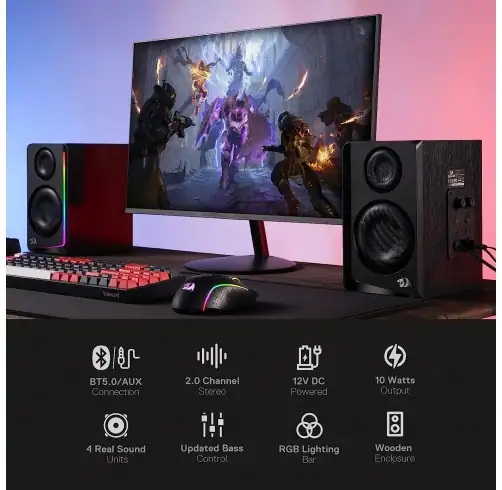 BT5.0/AUX
Connection
2.0 Channel
Stereo
12V DC
Powered
10 Watts
Output
4 Real Sound
Units
Updated Bass
Control
RGB Lighting
Bar
Wooden
Enclosure